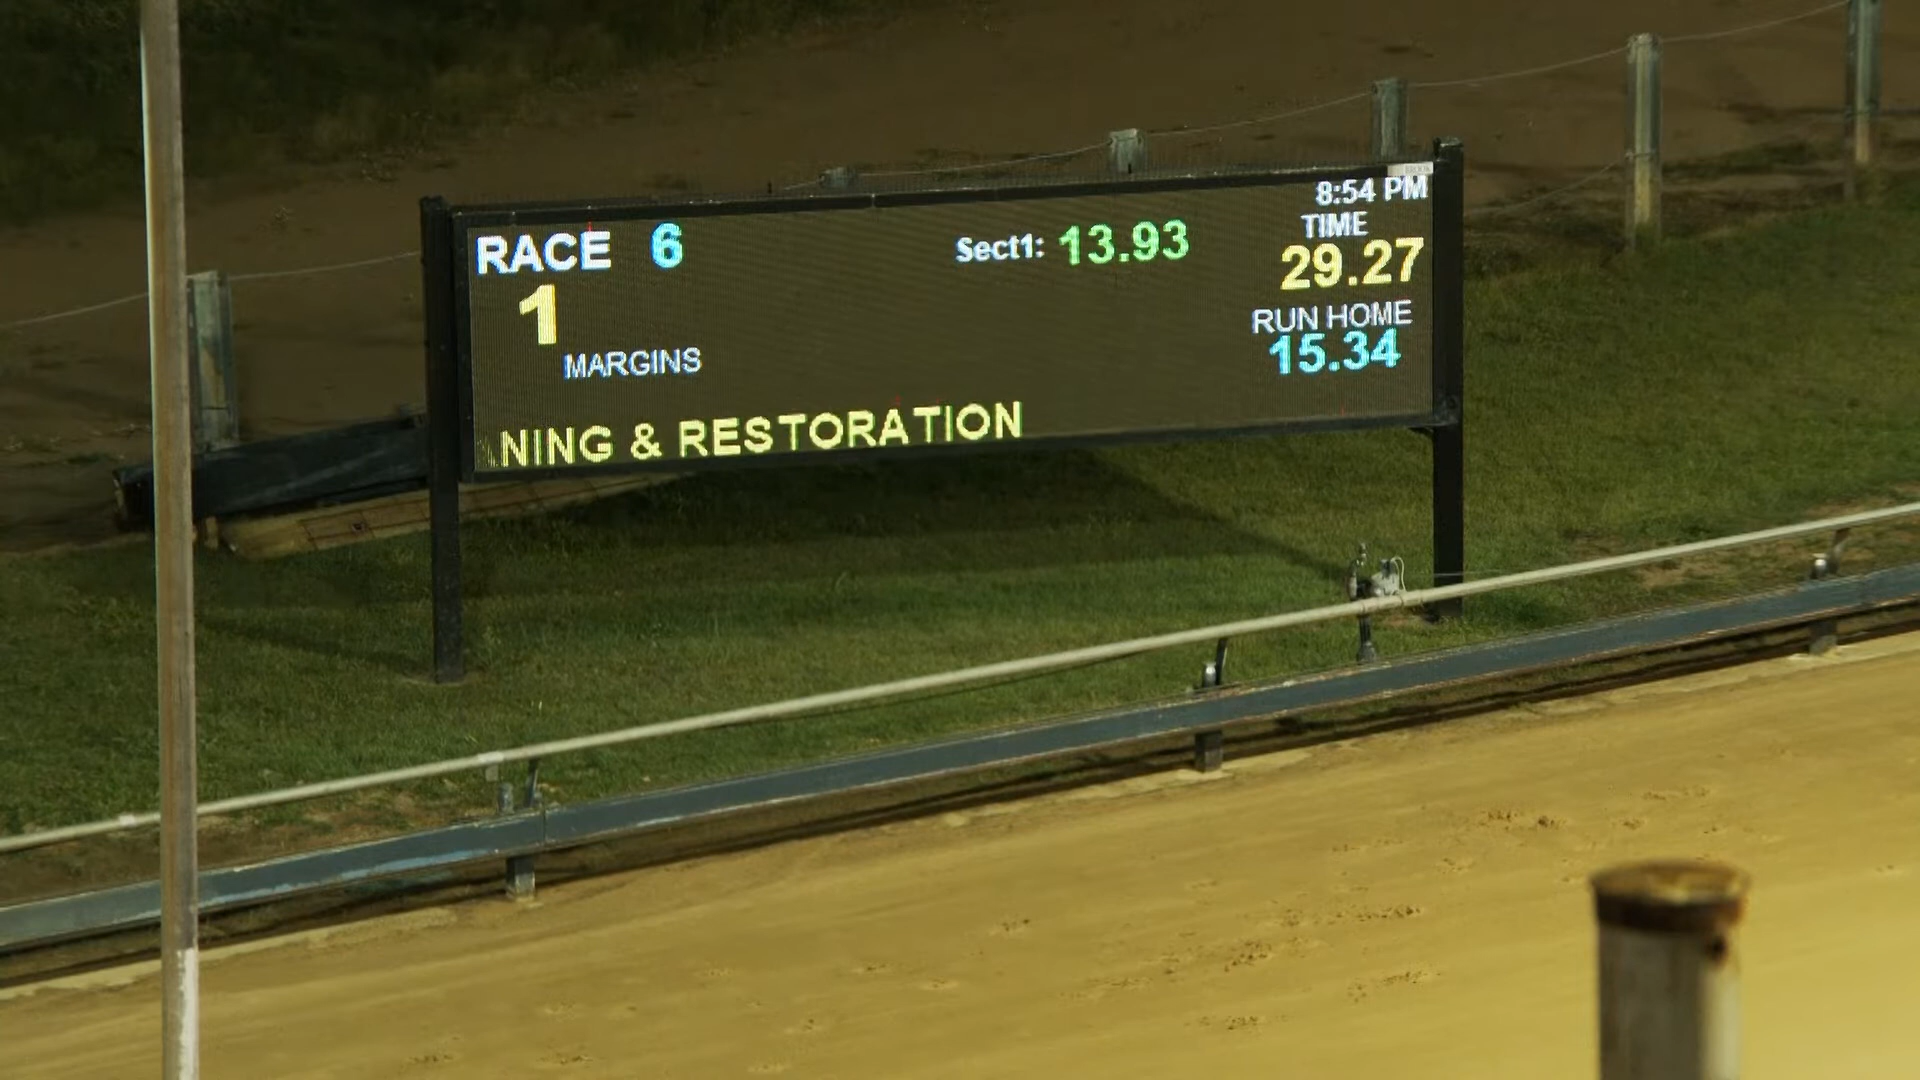 8:54 PM
RACE 6 Sect1: 13.93 TIME
29.27
1
RUN HOME
MARGINS 15.34
NING & RESTORATION